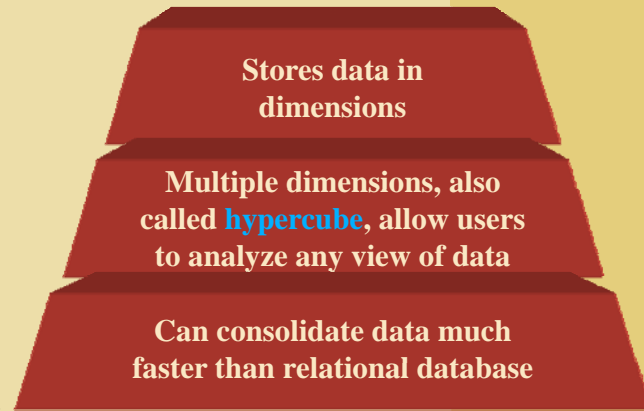 Stores data in
dimensions
Multiple dimensions, also
called hypercube, allow users
to analyze any view of data
Can consolidate data much
faster than relational database